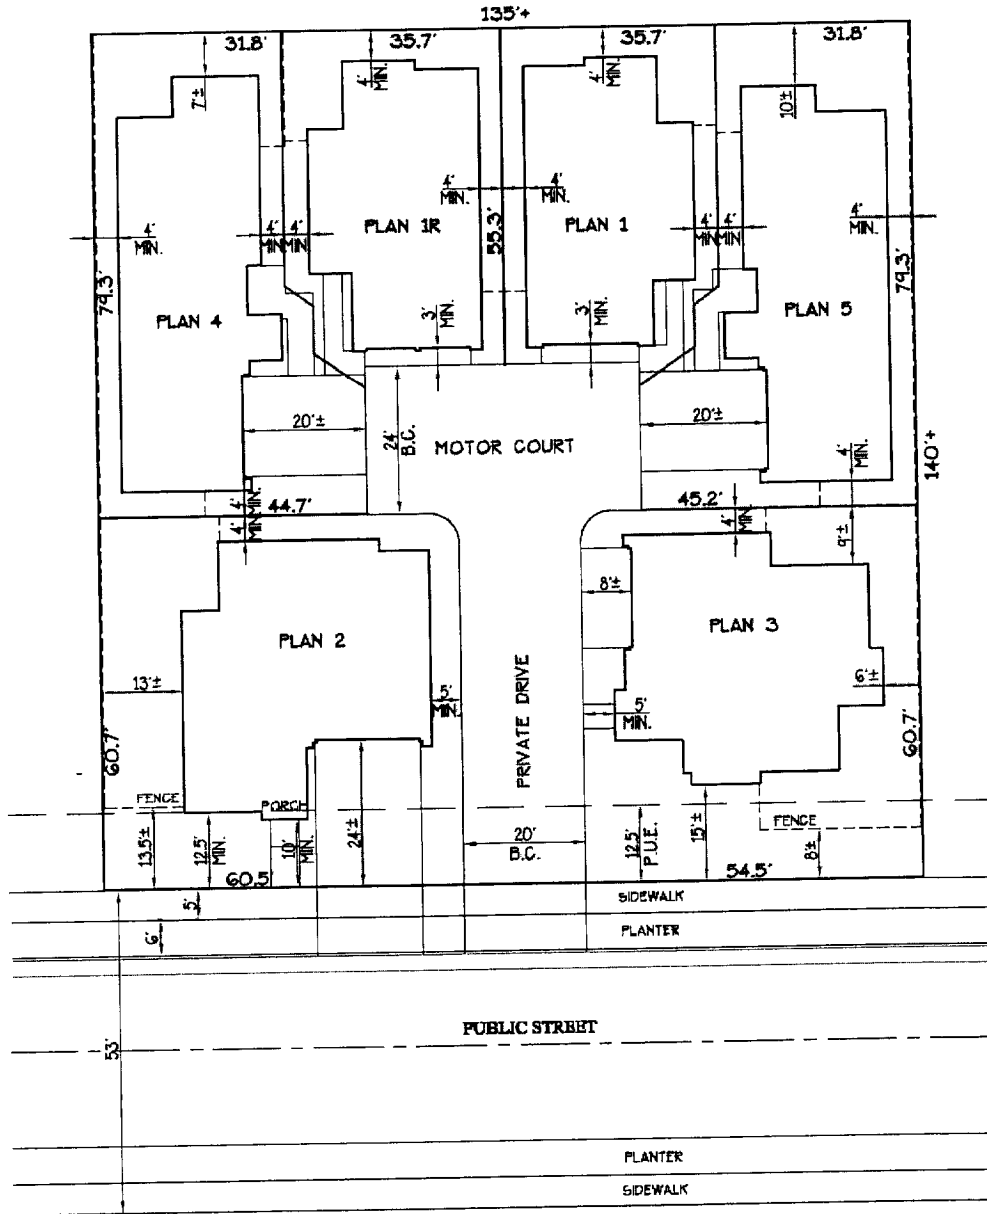 135'+
31.8'
35.7'
35.7'
31.8'
7'±
4'
MIN.
4'
MIN.
10'±
4'
MIN.
4'
MIN.
4'
MIN.
4'
MIN.
PLAN 1R
PLAN 1
55.3'
4'
MIN.
4'
MIN.
4'
MIN.
4'
MIN.
79.3'
79.3'
PLAN 4
PLAN 5
3'
MIN.
3'
MIN.
20'±
24'
B.C.
MOTOR COURT
20'±
4'
MIN.
140'+
44.7'
45.2'
4'
MIN.
4'
MIN.
4'
MIN.
9'±
8'±
PLAN 2
PLAN 3
13'±
5'
MIN.
PRIVATE DRIVE
5'
MIN.
6'±
60.7'
60.7'
FENCE
PORCH
FENCE
13.5'±
12.5'
MIN.
10'
MIN.
24'±
20'
B.C.
12.5'
P.U.E.
15'±
8'±
60.5'
54.5'
5'
SIDEWALK
6'
PLANTER
53'
PUBLIC STREET
PLANTER
SIDEWALK